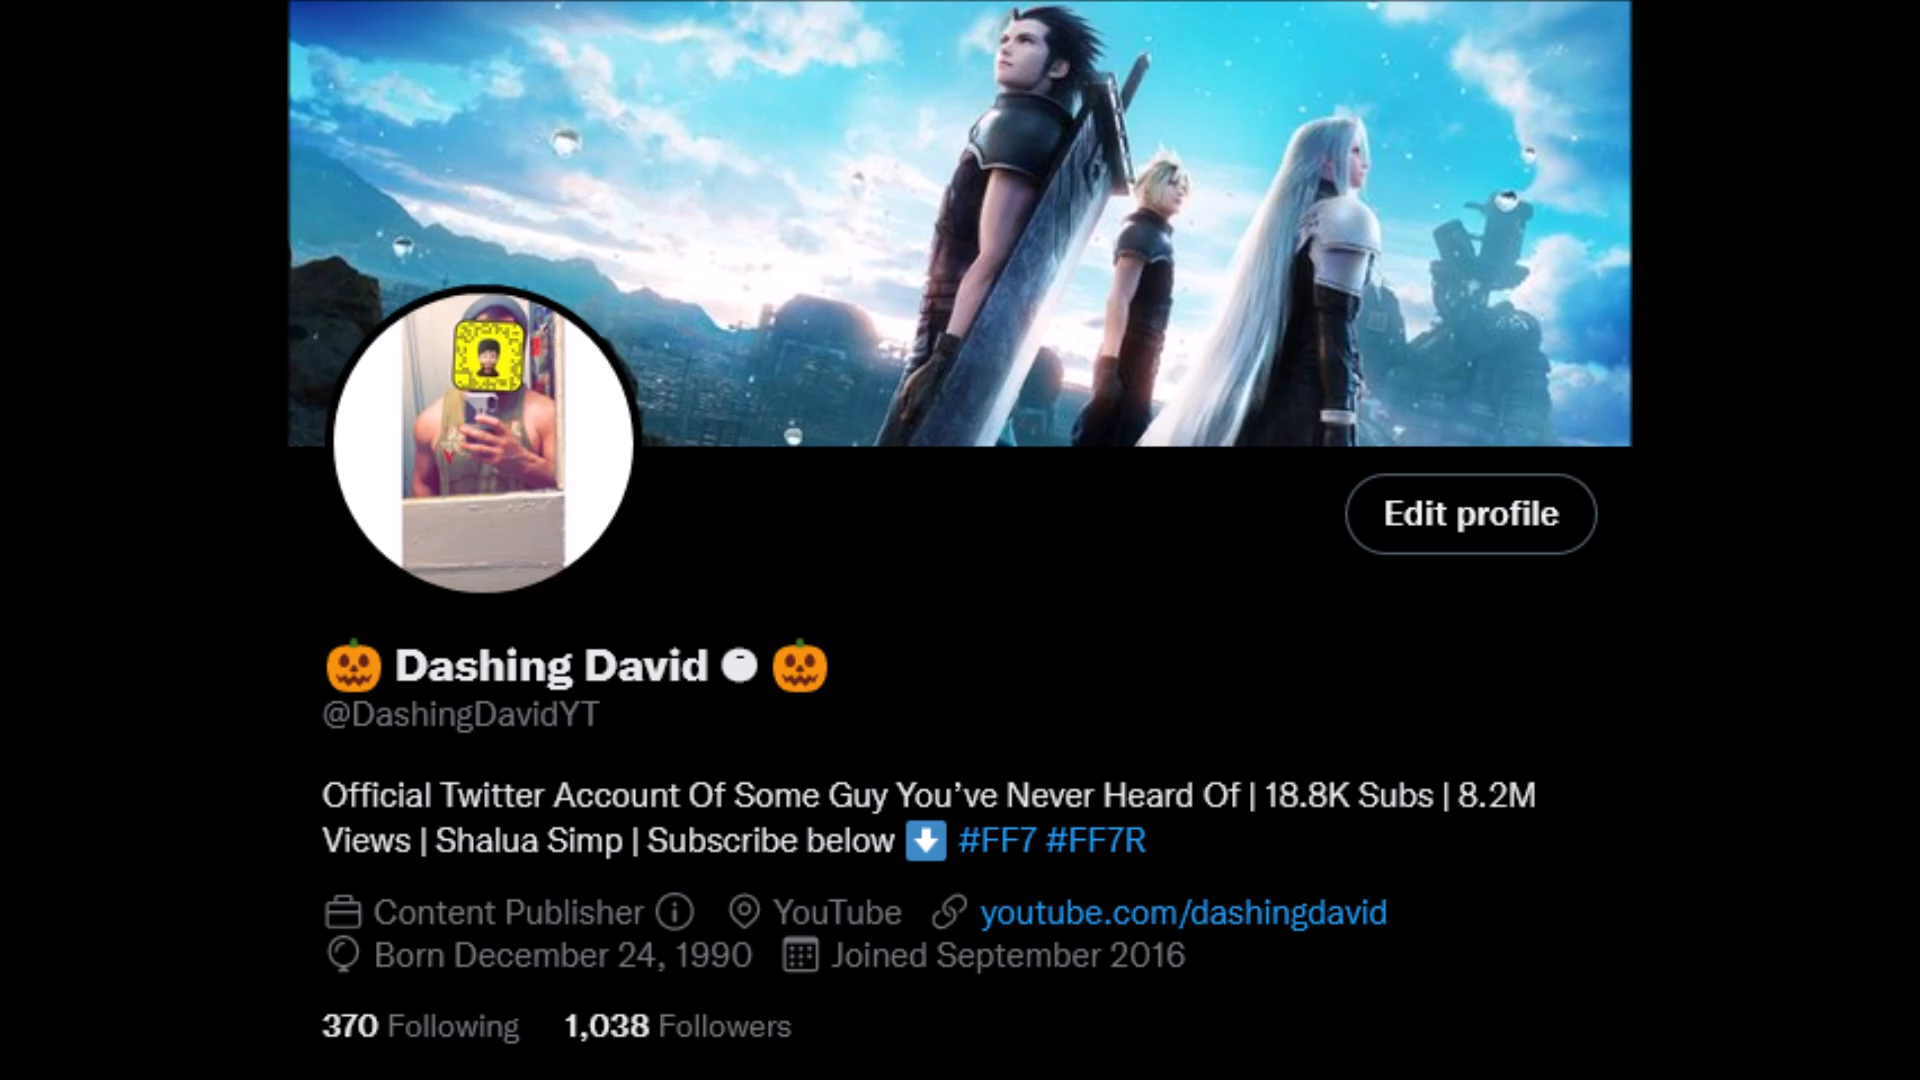 Edit profile
🎃 Dashing David 🎃
@DashingDavidYT
Official Twitter Account Of Some Guy You’ve Never Heard Of | 18.8K Subs | 8.2M
Views | Shalua Simp | Subscribe below ⬇️ #FF7 #FF7R
Content Publisher YouTube youtube.com/dashingdavid
Born December 24, 1990 Joined September 2016
370 Following 1,038 Followers